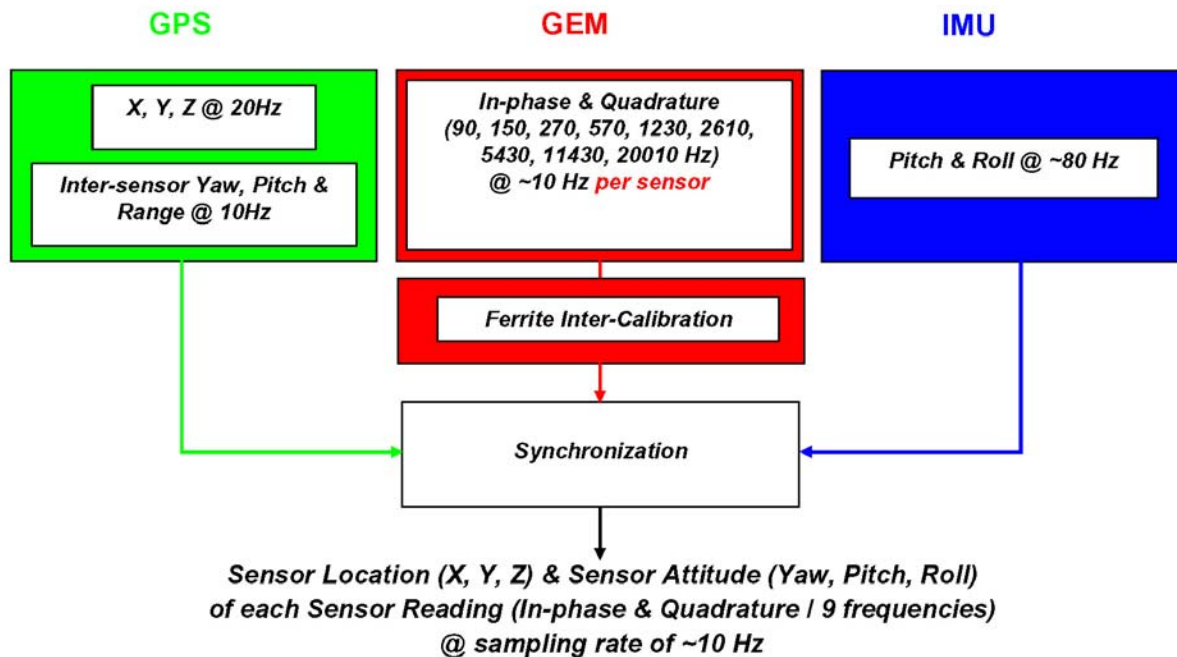 GPS
GEM
IMU
X, Y, Z @ 20Hz
Inter-sensor Yaw, Pitch &
Range @ 10Hz
In-phase & Quadrature
(90, 150, 270, 570, 1230, 2610,
5430, 11430, 20010 Hz)
@ ~10 Hz per sensor
Pitch & Roll @ ~80 Hz
Ferrite Inter-Calibration
Synchronization
Sensor Location (X, Y, Z) & Sensor Attitude (Yaw, Pitch, Roll)
of each Sensor Reading (In-phase & Quadrature / 9 frequencies)
@ sampling rate of ~10 Hz